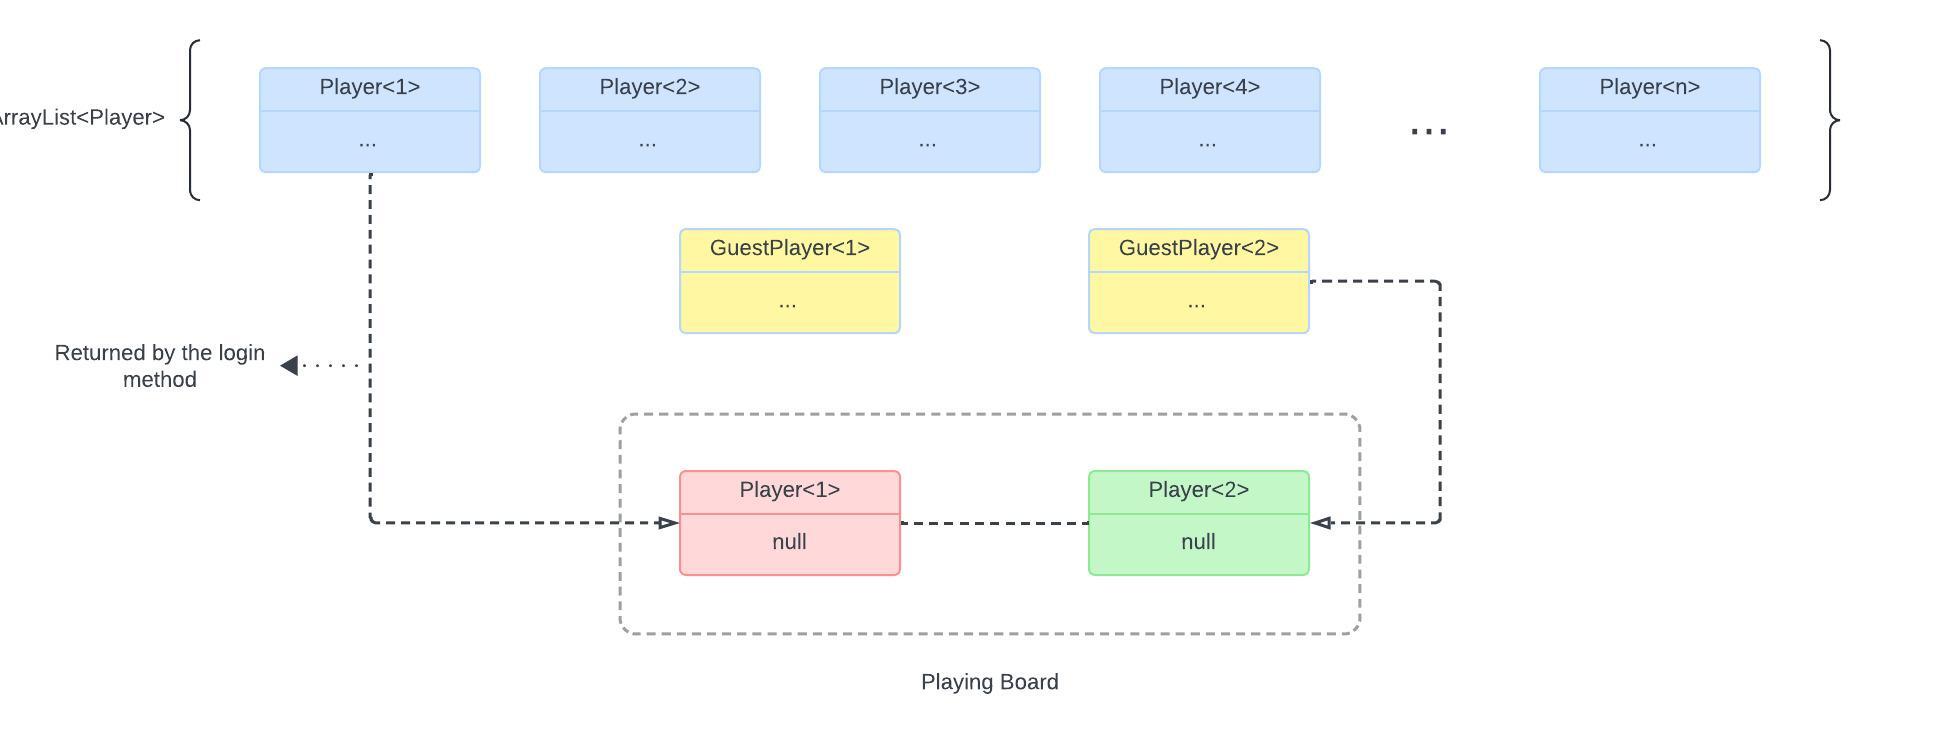 rrayList<Player>
Player<1>
...
Player<2>
...
Player<3>
...
Player<4>
...
...
Player<n>
...
GuestPlayer<1>
...
GuestPlayer<2>
...
Returned by the login
method
Player<1>
null
Player<2>
null
Playing Board